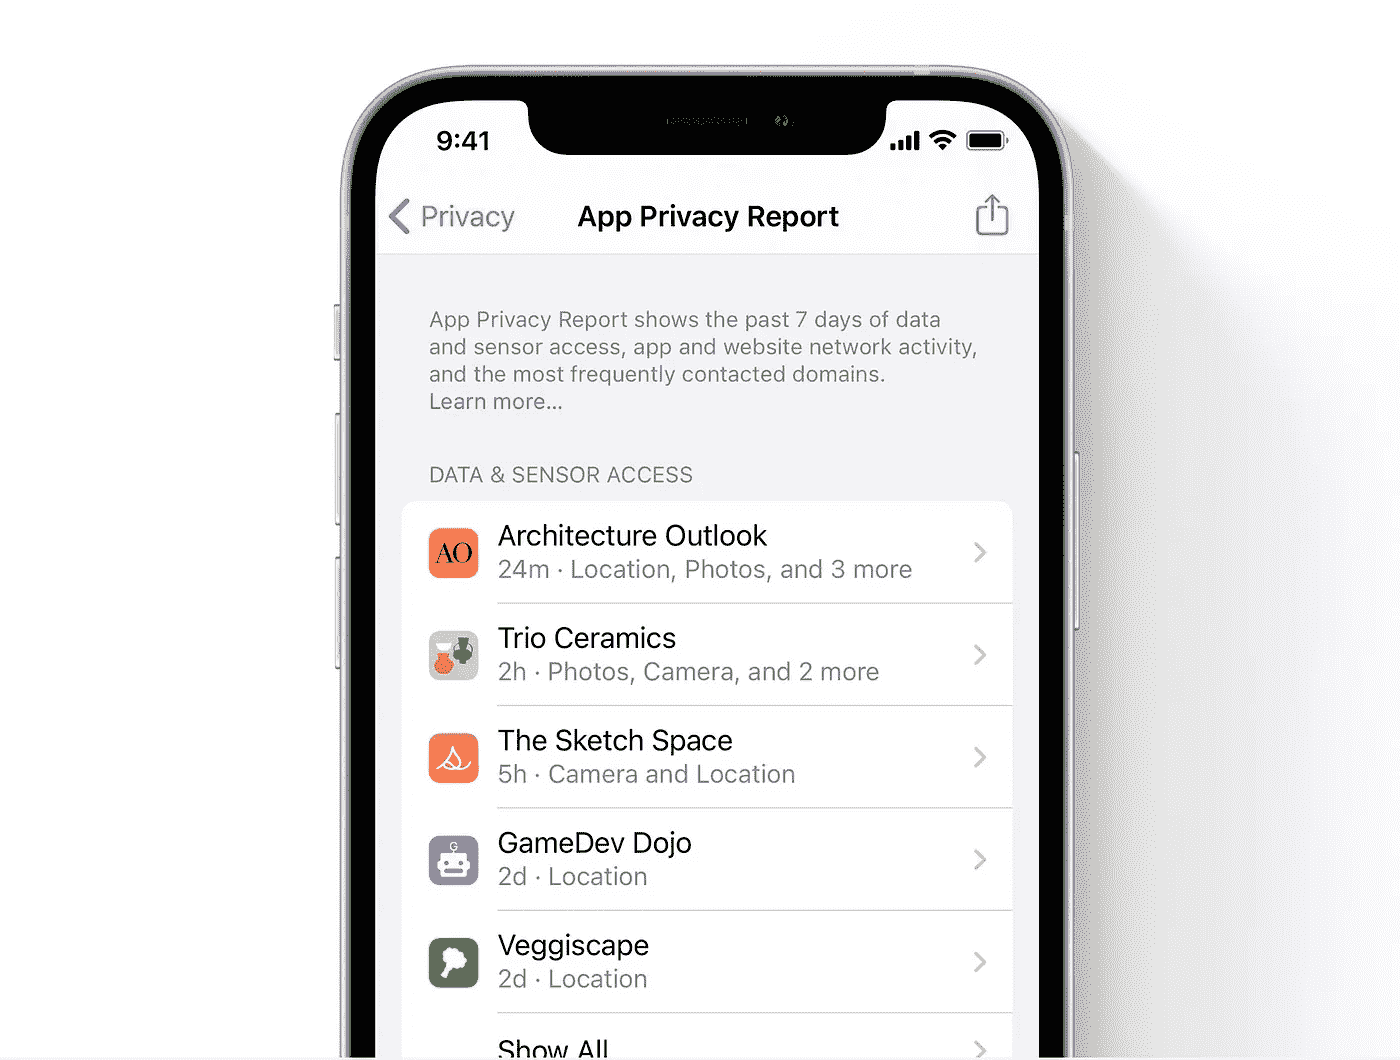 9:41
Privacy
App Privacy Report
App Privacy Report shows the past 7 days of data
and sensor access, app and website network activity,
and the most frequently contacted domains.
Learn more...
DATA & SENSOR ACCESS
AO
Architecture Outlook
24m · Location, Photos, and 3 more
Trio Ceramics
2h · Photos, Camera, and 2 more
The Sketch Space
5h · Camera and Location
G
GameDev Dojo
2d · Location
Veggiscape
2d · Location
Show All